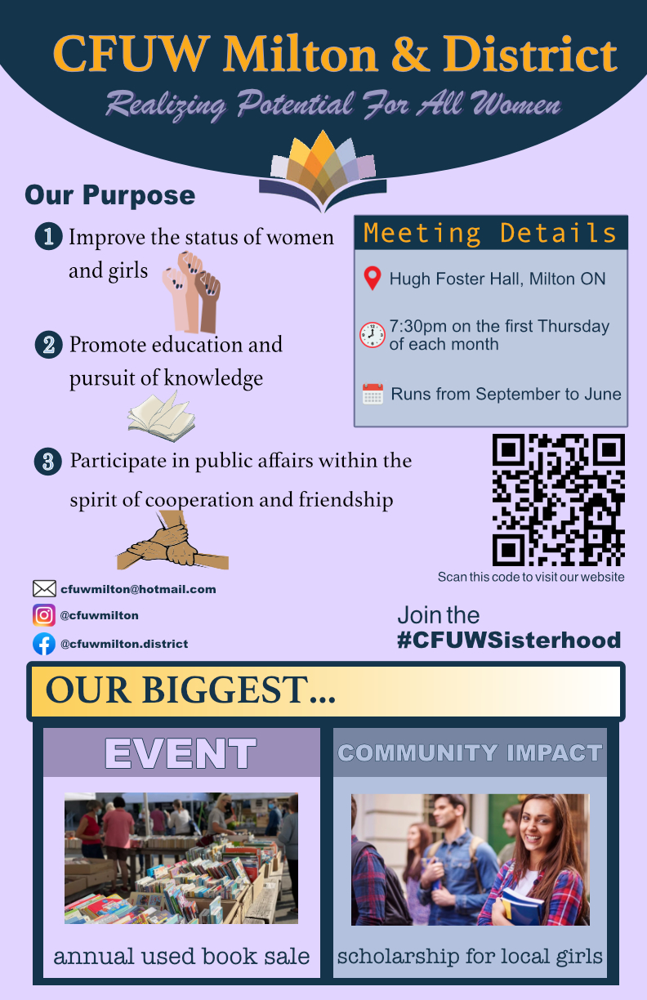 CFUW Milton & District
Realizing Potential For All Women
Our Purpose
1 Improve the status of women
and girls
2 Promote education and
pursuit of knowledge
3 Participate in public affairs within the
spirit of cooperation and friendship
Meeting Details
Hugh Foster Hall, Milton ON
7:30pm on the first Thursday
of each month
Runs from September to June
Scan this code to visit our website
cfuwmilton@hotmail.com
@cfuwmilton
@cfuwmilton.district
Join the
#CFUWSisterhood
OUR BIGGEST...
EVENT
annual used book sale
COMMUNITY IMPACT
scholarship for local girls